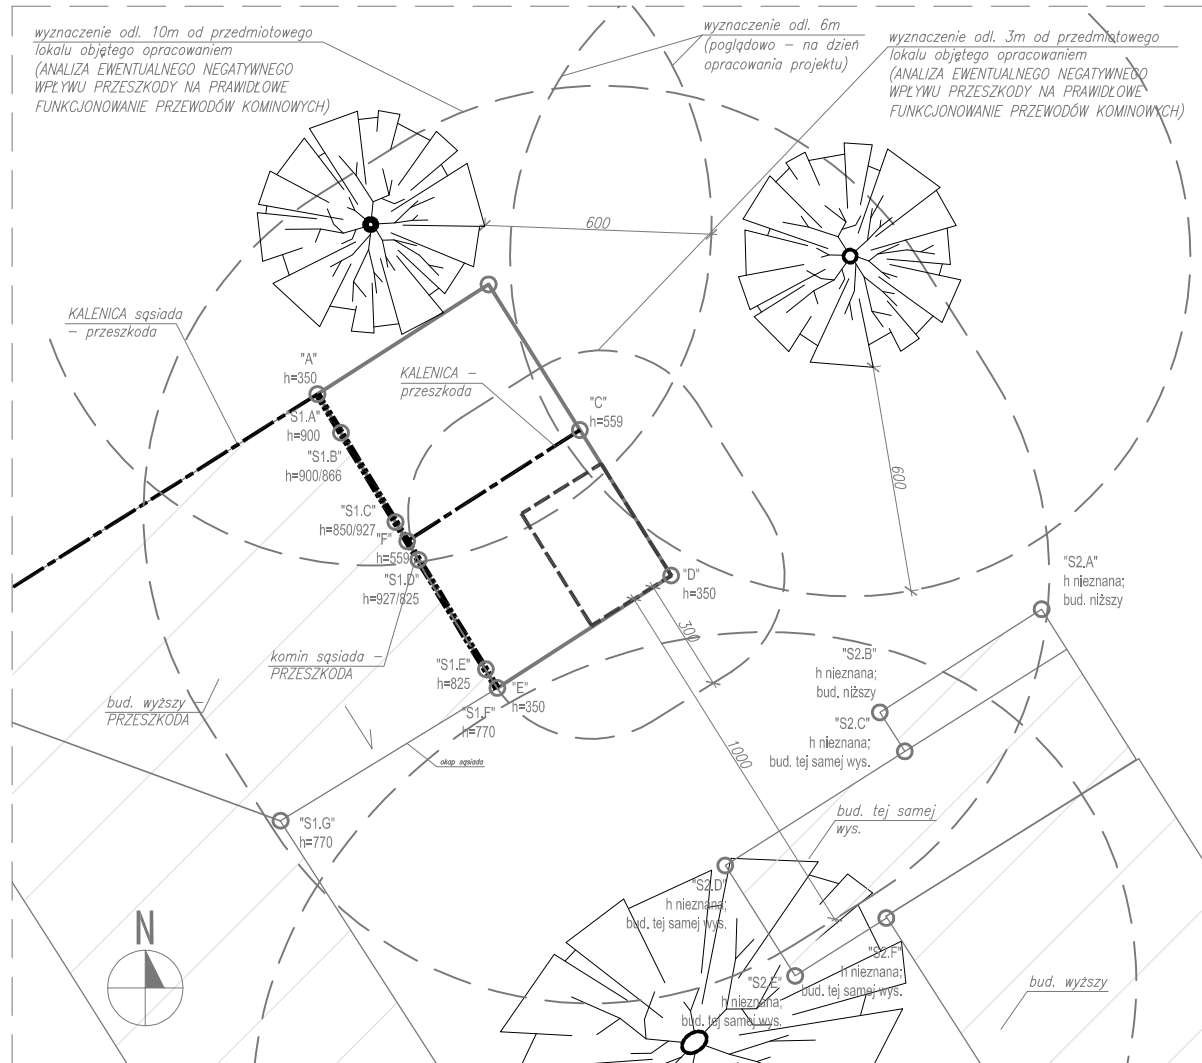 wyznaczenie odl. 10m od przedmiotowego
lokalu objętego opracowaniem
(ANALIZA EWENTUALNEGO NEGATYWNEGO
WPŁYWU PRZESZKODY NA PRAWIDŁOWE
FUNKCJONOWANIE PRZEWODÓW KOMINOWYCH)
wyznaczenie odl. 6m
(poglądowo – na dzień
opracowania projektu)
wyznaczenie odl. 3m od przedmiotowego
lokalu objętego opracowaniem
(ANALIZA EWENTUALNEGO NEGATYWNEGO
WPŁYWU PRZESZKODY NA PRAWIDŁOWE
FUNKCJONOWANIE PRZEWODÓW KOMINOWYCH)
600
KALENICA sąsiada
– przeszkoda
"A"
h=350
KALENICA –
przeszkoda
"C"
h=559
"S1.A"
h=900
"S1.B"
h=900/866
600
"S1.C"
h=850/927
"F"
h=559
"S1.D"
h=927/825
"D"
h=350
"S2.A"
h nieznana;
bud. niższy
300
komin sąsiada –
PRZESZKODA
"S1.E"
h=825
"E"
h=350
"S1.F"
h=770
"S2.B"
h nieznana;
bud. niższy
bud. wyższy –
PRZESZKODA
"S2.C"
h nieznana;
bud. tej samej wys.
1000
okap sąsiada
"S1.G"
h=770
bud. tej samej
wys.
"S2.D"
h nieznana;
bud. tej samej wys.
N
"S2.F"
h nieznana;
bud. tej samej wys.
"S2.E"
h nieznana;
bud. tej samej wys.
bud. wyższy